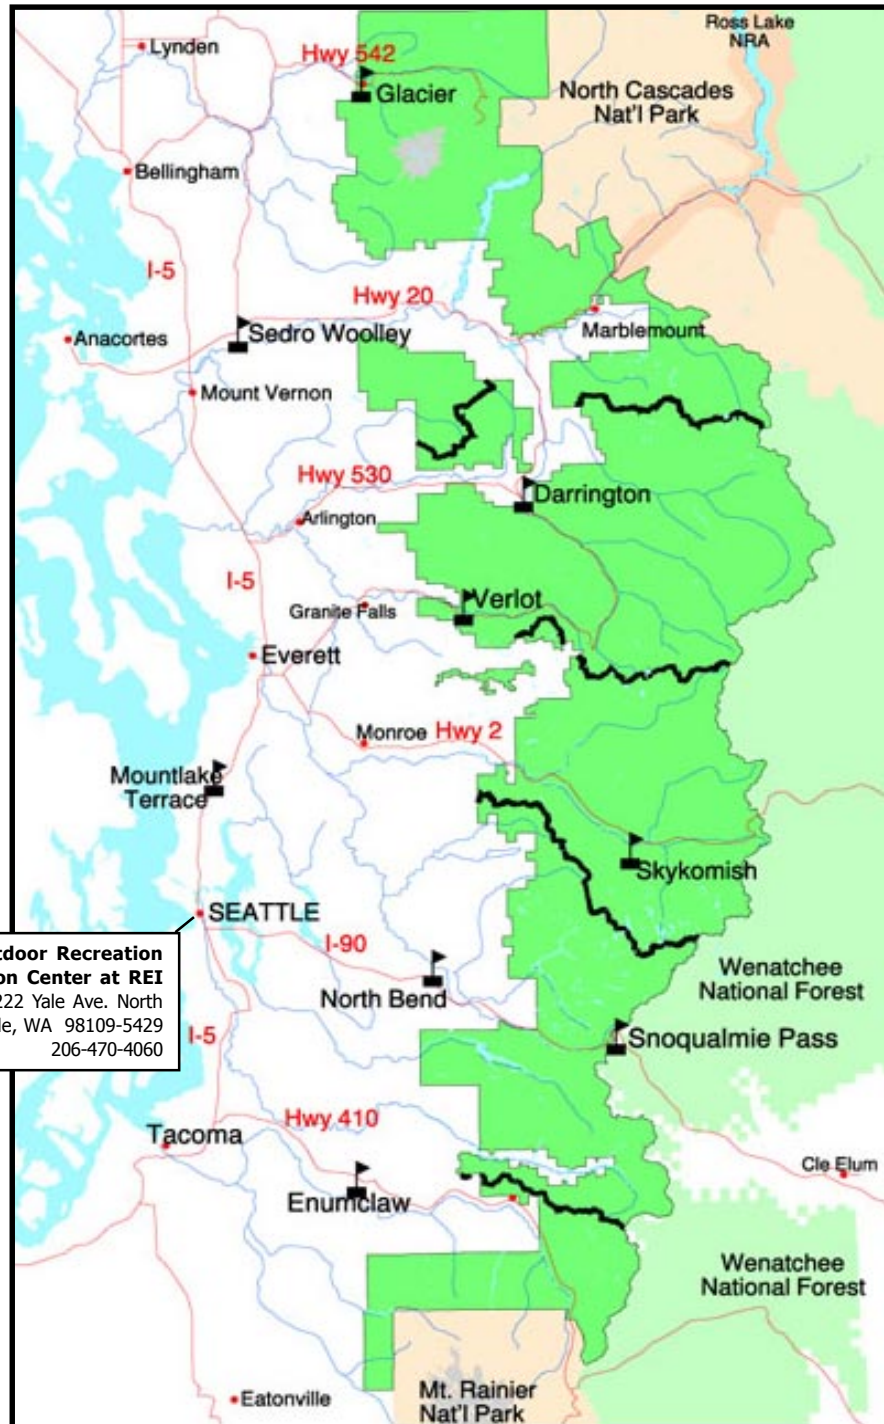 Ross Lake
NRA
Lynden
Hwy 542
Glacier
North Cascades
Nat'l Park
Bellingham
I-5
Hwy 20
Anacortes
Sedro Woolley
Marblemount
Mount Vernon
Hwy 530
Darrington
Arlington
I-5
Granite Falls
Verlot
Everett
Monroe
Hwy 2
Mountlake
Terrace
Skykomish
SEATTLE
tdoor Recreation
on Center at REI
222 Yale Ave. North
le, WA 98109-5429
206-470-4060
I-90
North Bend
Wenatchee
National Forest
I-5
Snoqualmie Pass
Hwy 410
Tacoma
Cle Elum
Enumclaw
Wenatchee
National Forest
Mt. Rainier
Nat'l Park
Eatonville